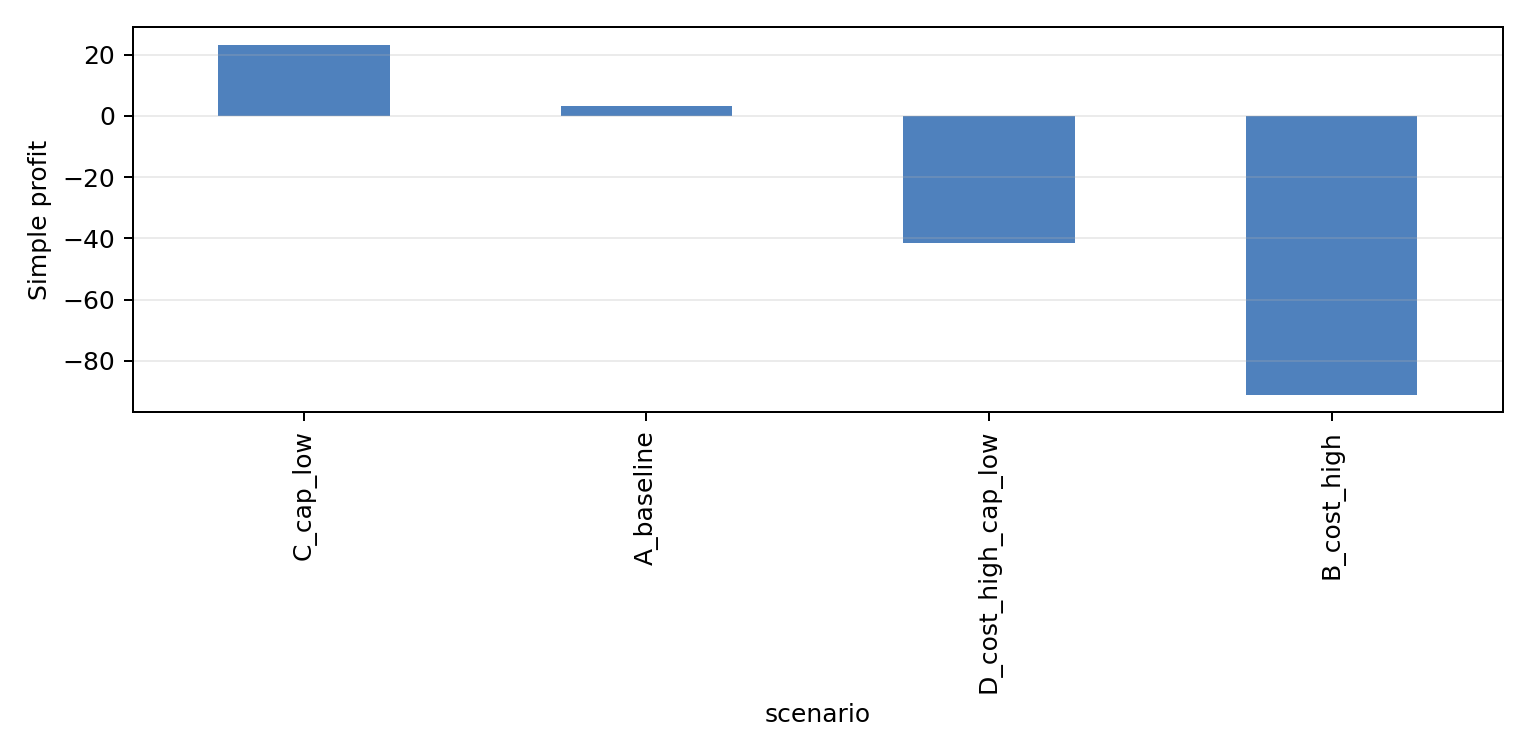 Simple profit
20
0
−20
−40
−60
−80
C_cap_low
A_baseline
D_cost_high_cap_low
B_cost_high
scenario